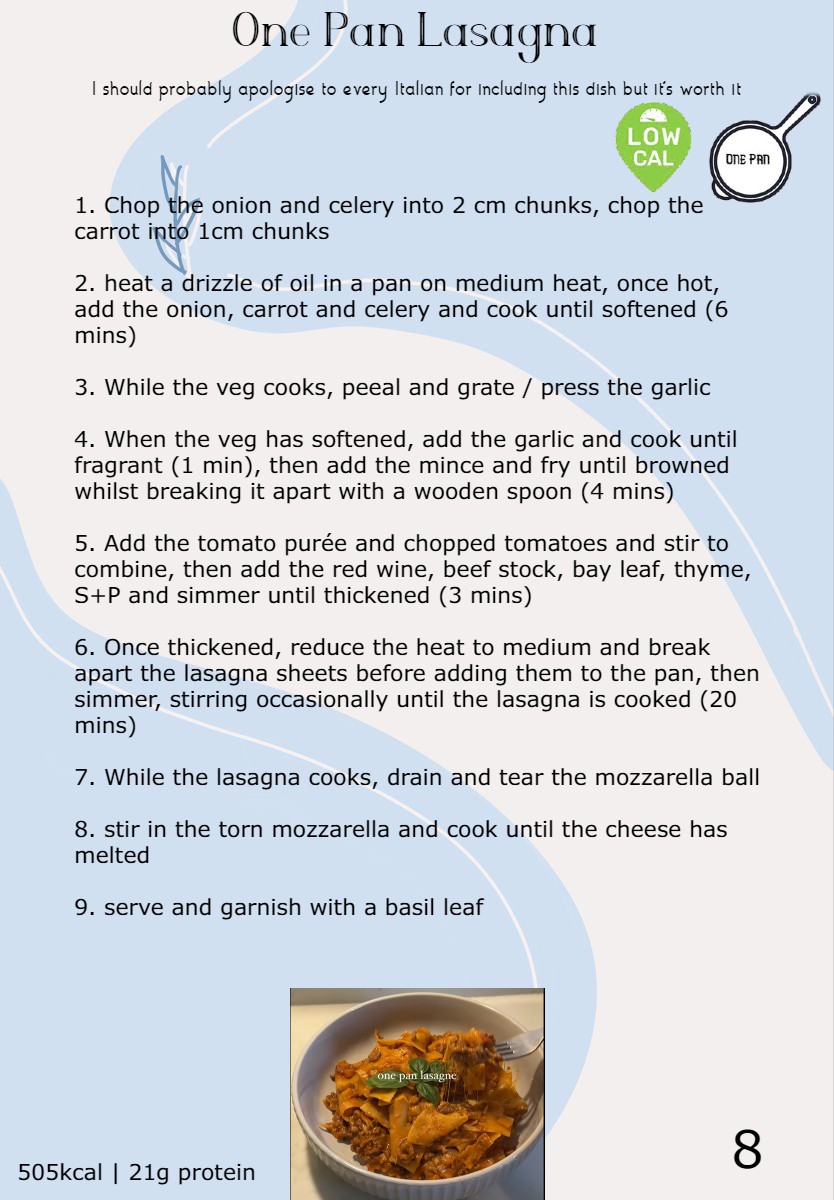 One Pan Lasagna
I should probably apologise to every Italian for including this dish but it's worth it
LOW
CAL
ONE PAN
1. Chop the onion and celery into 2 cm chunks, chop the
carrot into 1cm chunks
2. heat a drizzle of oil in a pan on medium heat, once hot,
add the onion, carrot and celery and cook until softened (6
mins)
3. While the veg cooks, peeal and grate / press the garlic
4. When the veg has softened, add the garlic and cook until
fragrant (1 min), then add the mince and fry until browned
whilst breaking it apart with a wooden spoon (4 mins)
5. Add the tomato purée and chopped tomatoes and stir to
combine, then add the red wine, beef stock, bay leaf, thyme,
S+P and simmer until thickened (3 mins)
6. Once thickened, reduce the heat to medium and break
apart the lasagna sheets before adding them to the pan, then
simmer, stirring occasionally until the lasagna is cooked (20
mins)
7. While the lasagna cooks, drain and tear the mozzarella ball
8. stir in the torn mozzarella and cook until the cheese has
melted
9. serve and garnish with a basil leaf
one pan lasagne
505kcal | 21g protein
8